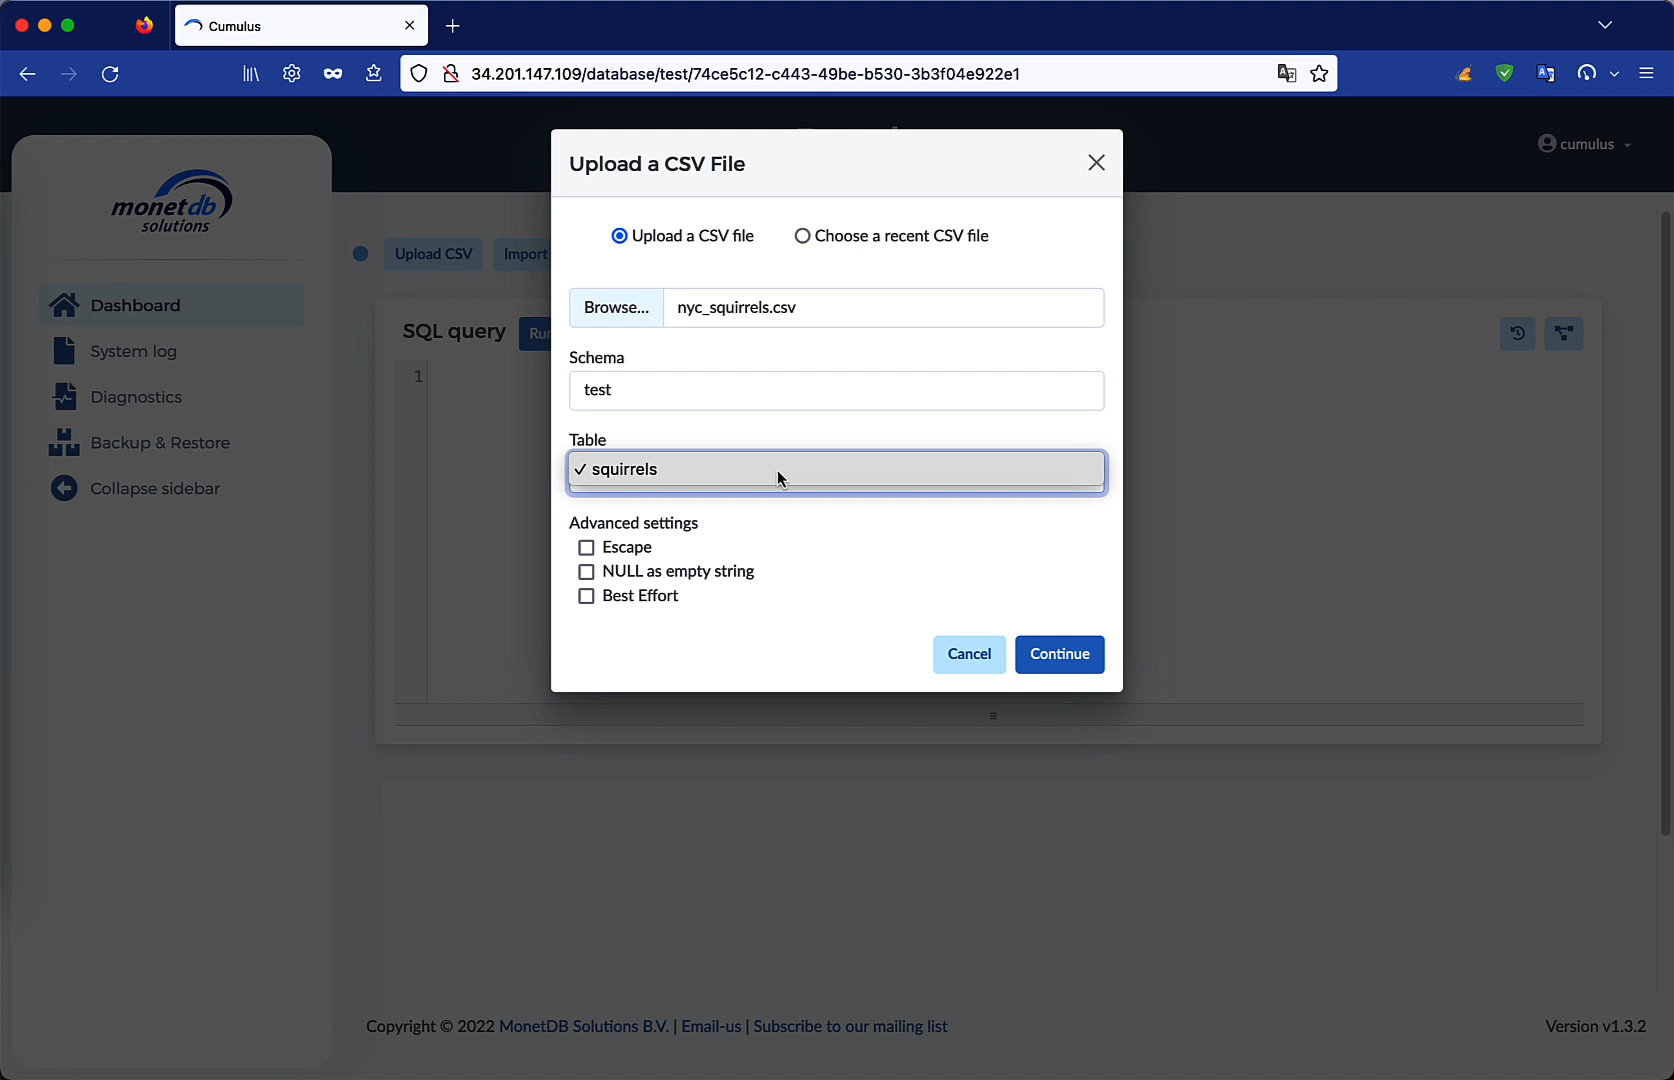 Cumulus
34.201.147.109/database/test/74ce5c12-c443-49be-b530-3b3f04e922e1
Upload a CSV File
cumulus
monetdb
solutions
Upload a CSV file
Choose a recent CSV file
Upload CSV
Import
Dashboard
Browse...
nyc_squirrels.csv
SQL query
Run
System log
Schema
1
test
Diagnostics
Backup & Restore
Table
✓ squirrels
Collapse sidebar
Advanced settings
Escape
NULL as empty string
Best Effort
Cancel
Continue
Copyright © 2022 MonetDB Solutions B.V. | Email-us | Subscribe to our mailing list
Version v1.3.2